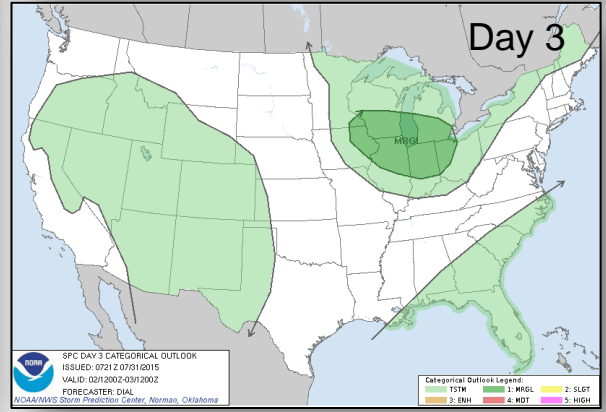 Day 3
MRGL
NOAA
SPC DAY 3 CATEGORICAL OUTLOOK
ISSUED: 0721Z 07/31/2015
VALID: 02/1200Z-03/1200Z
FORECASTER: DIAL
NOAA/NWS Storm Prediction Center, Norman, Oklahoma
Categorical Outlook Legend:
TSTM 1: MRGL 2: SLGT
3: ENH 4: MDT 5: HIGH